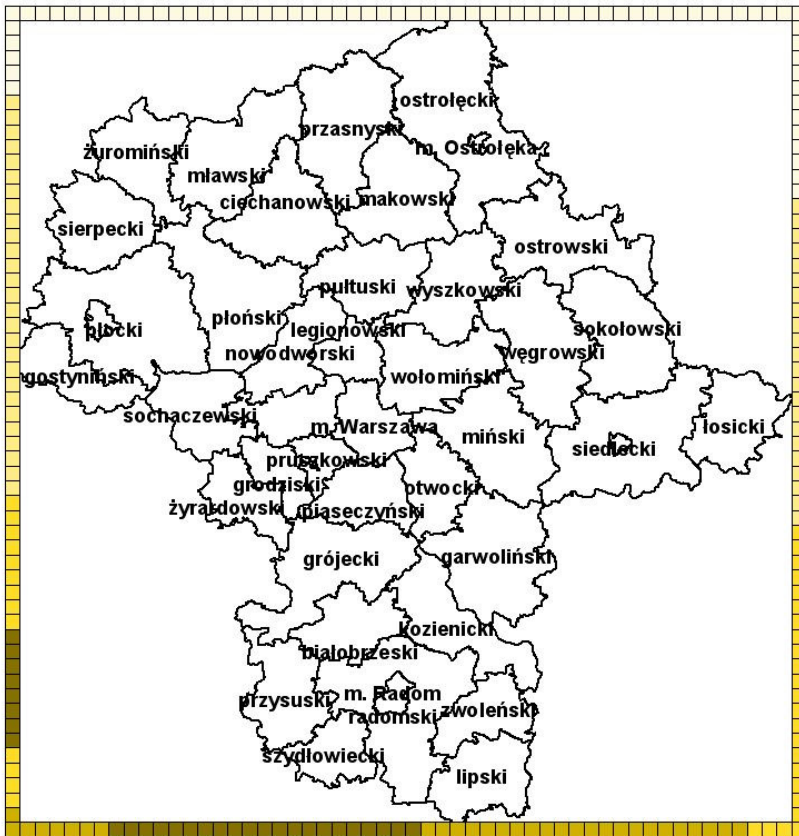 ostrołęcki
przasnyski
m. Ostrołęka
żuromiński
mławski
ciechanowski
makowski
sierpecki
ostrowski
pułtuski
wyszkowski
płoński
legionowski
płocki
sokołowski
nowodworski
węgrowski
gostyniński
wołomiński
sochaczewski
m. Warszawa
miński
łosicki
siedlecki
pruszkowski
grodziski
otwocki
żyrardowski
piaseczyński
grójecki
garwoliński
kozienicki
białobrzeski
m. Radom
przysuski
radomski
zwoleński
szydłowiecki
lipski